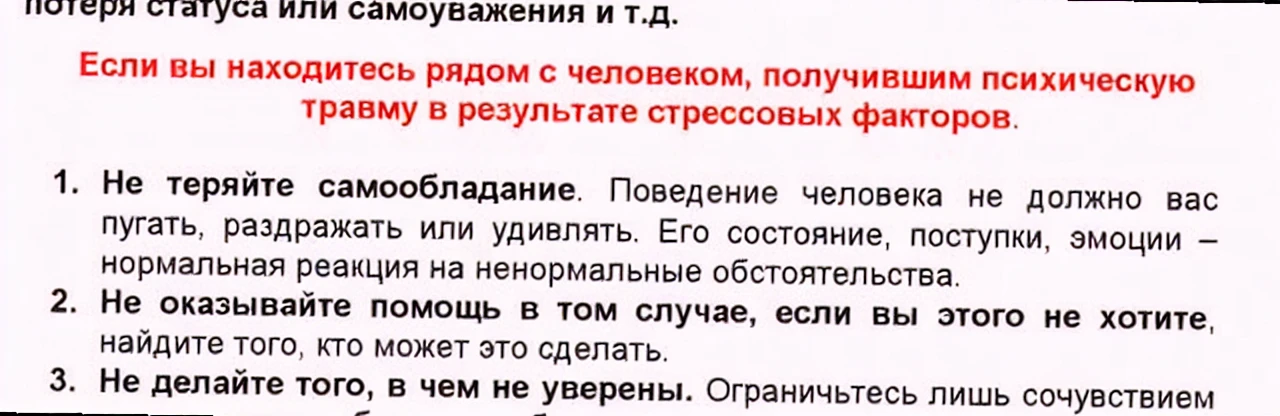 потеря статуса или самоуважения и т.д.
Если вы находитесь рядом с человеком, получившим психическую
травму в результате стрессовых факторов.
1. Не теряйте самообладание. Поведение человека не должно вас
пугать, раздражать или удивлять. Его состояние, поступки, эмоции –
нормальная реакция на ненормальные обстоятельства.
2. Не оказывайте помощь в том случае, если вы этого не хотите,
найдите того, кто может это сделать.
3. Не делайте того, в чем не уверены. Ограничьтесь лишь сочувствием